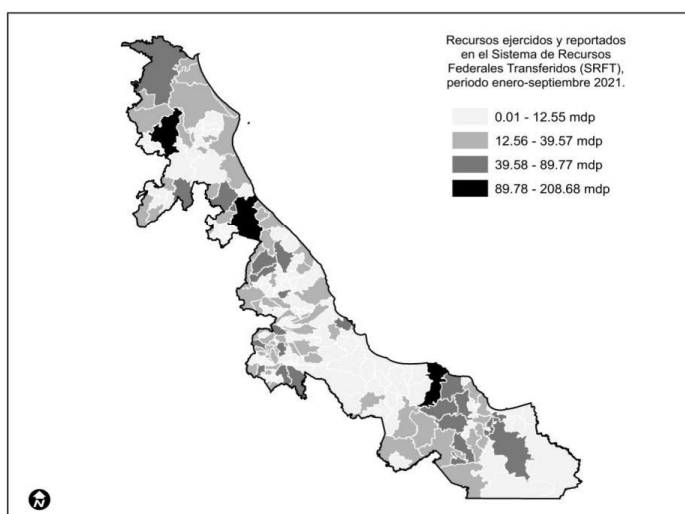 Recursos ejercidos y reportados
en el Sistema de Recursos
Federales Transferidos (SRFT),
periodo enero-septiembre 2021.
0.01 - 12.55 mdp
12.56 - 39.57 mdp
39.58 - 89.77 mdp
89.78 - 208.68 mdp
N